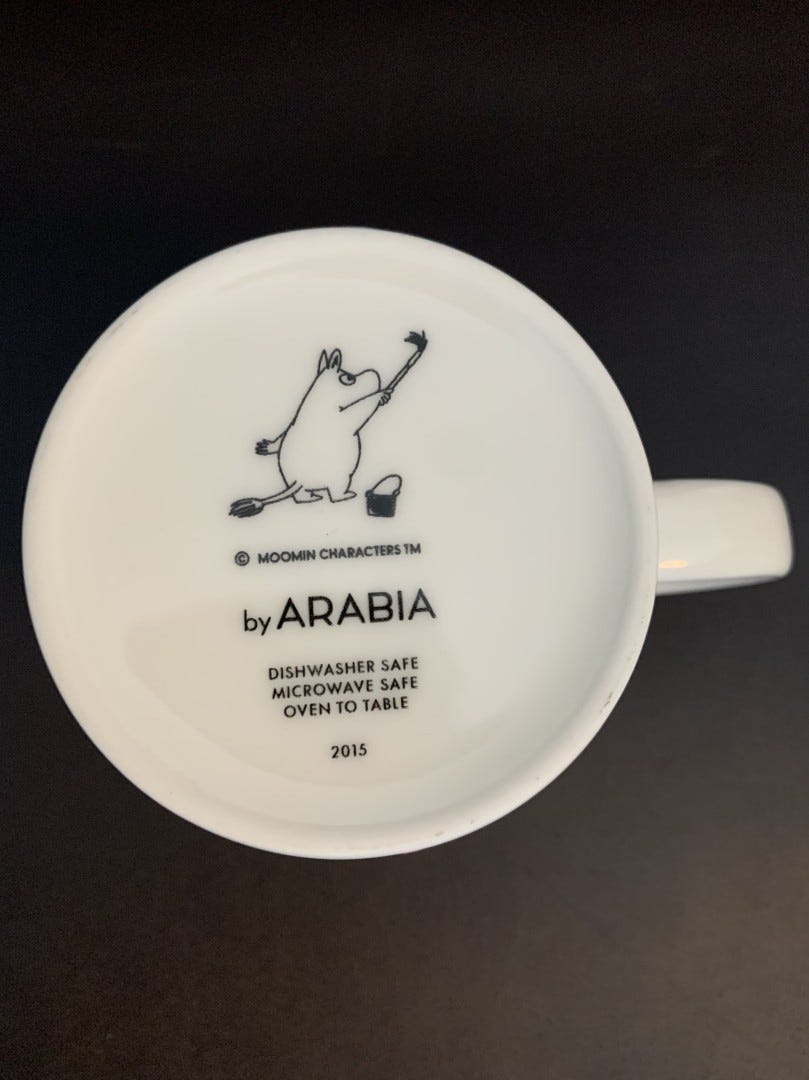 © MOOMIN CHARACTERS TM
by ARABIA
DISHWASHER SAFE
MICROWAVE SAFE
OVEN TO TABLE
2015